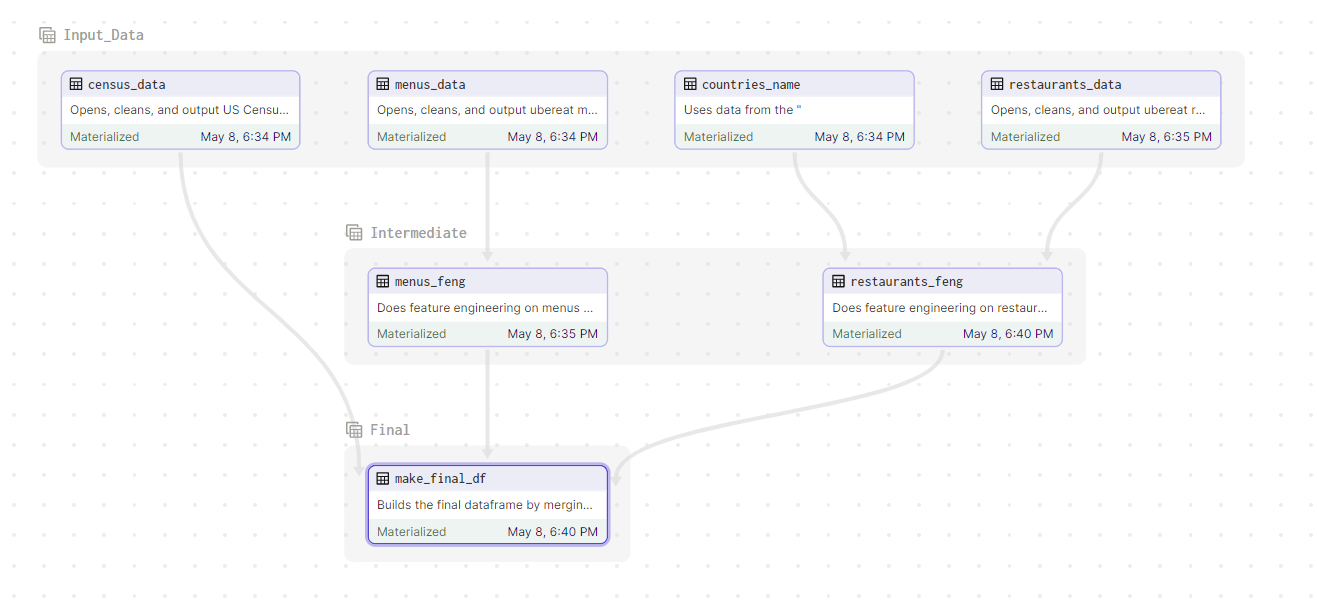 Input_Data
census_data
Opens, cleans, and output US Censu...
Materialized May 8, 6:34 PM
menus_data
Opens, cleans, and output ubereat m...
Materialized May 8, 6:34 PM
countries_name
Uses data from the "
Materialized May 8, 6:34 PM
restaurants_data
Opens, cleans, and output ubereat r...
Materialized May 8, 6:35 PM
Intermediate
menus_feng
Does feature engineering on menus ...
Materialized May 8, 6:35 PM
restaurants_feng
Does feature engineering on restaur...
Materialized May 8, 6:40 PM
Final
make_final_df
Builds the final dataframe by mergin...
Materialized May 8, 6:40 PM